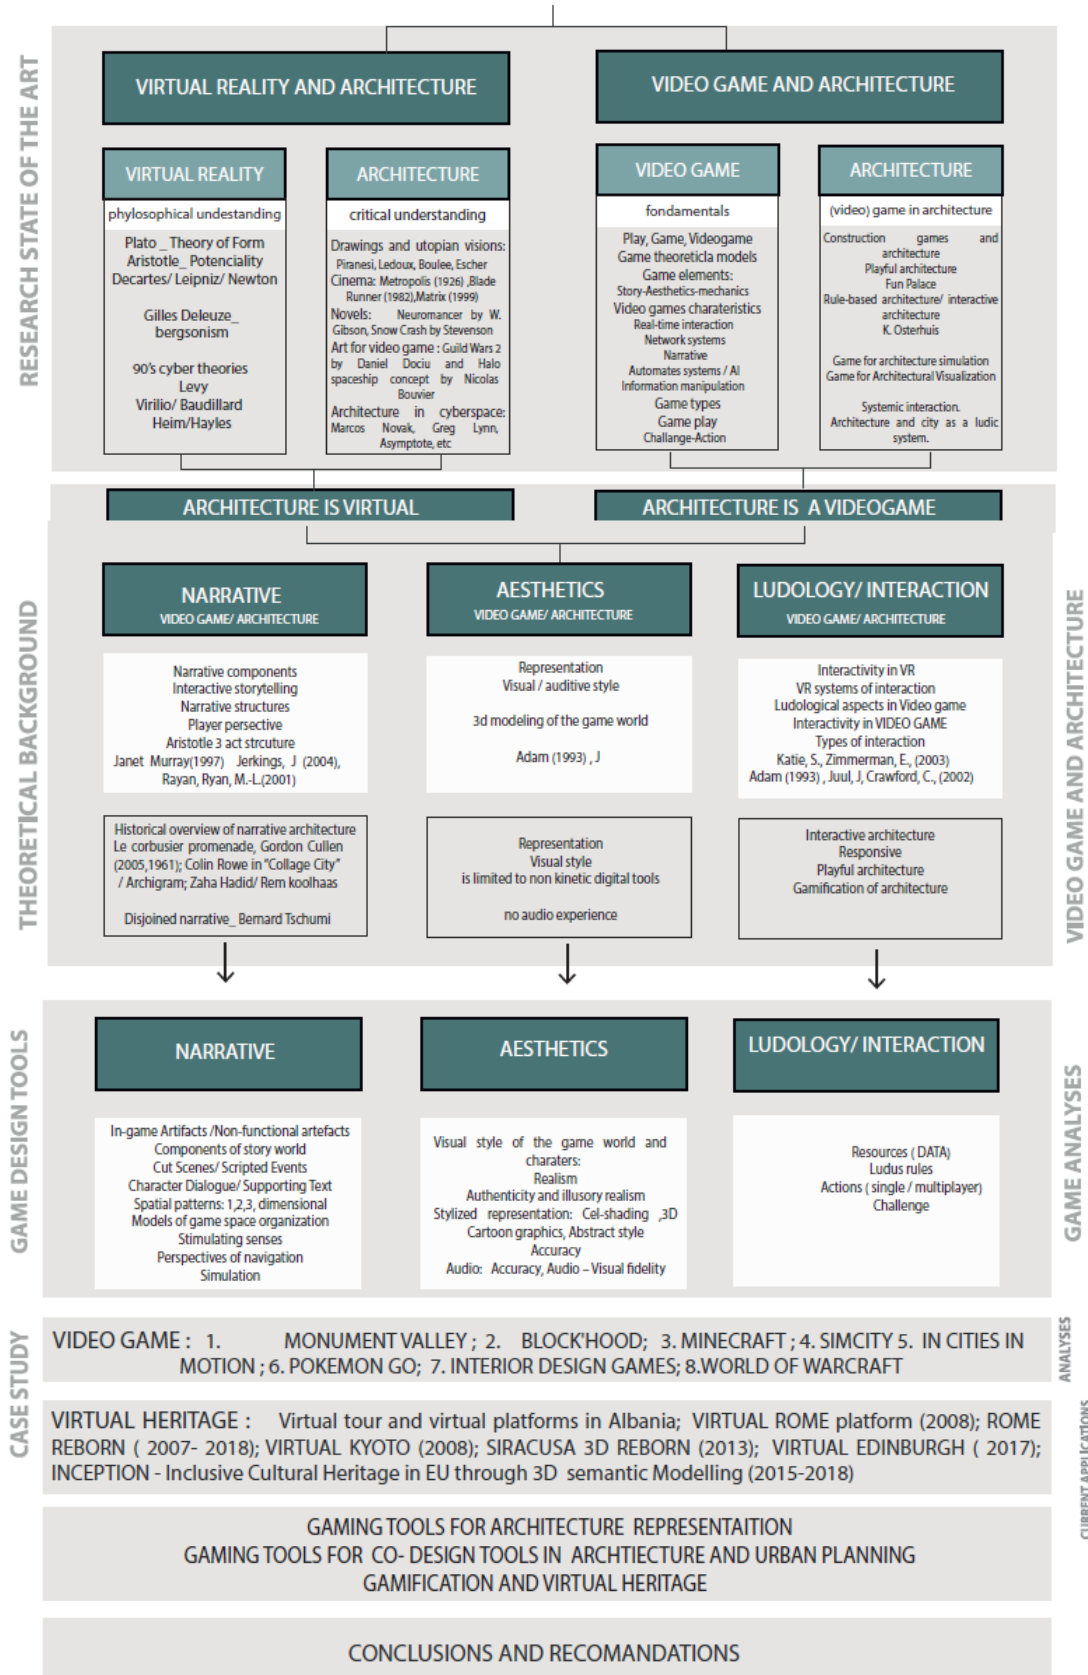 RESEARCH STATE OF THE ART
VIRTUAL REALITY AND ARCHITECTURE
VIDEO GAME AND ARCHITECTURE
VIRTUAL REALITY
phylosophical undestanding
Plato _ Theory of Form
Aristotle_ Potenciality
Decartes/ Leipniz/ Newton
Gilles Deleuze_
bergsonism
90's cyber theories
Levy
Virilio/ Baudillard
Heim/Hayles
ARCHITECTURE
critical understanding
Drawings and utopian visions:
Piranesi, Ledoux, Boulee, Escher
Cinema: Metropolis (1926) ,Blade
Runner (1982),Matrix (1999)
Novels: Neuromancer by W.
Gibson, Snow Crash by Stevenson
Art for video game : Guild Wars 2
by Daniel Dociu and Halo
spaceship concept by Nicolas
Bouvier
Architecture in cyberspace:
Marcos Novak, Greg Lynn,
Asymptote, etc
VIDEO GAME
fondamentals
Play, Game, Videogame
Game theoreticla models
Game elements:
Story-Aesthetics-mechanics
Video games charateristics
Real-time interaction
Network systems
Narrative
Automates systems / AI
Information manipulation
Game types
Game play
Challange-Action
ARCHITECTURE
(video) game in architecture
Construction games and
architecture
Playful architecture
Fun Palace
Rule-based architecture/ interactive
architecture
K. Osterhuis
Game for architecture simulation
Game for Architectural Visualization
Systemic interaction.
Architecture and city as a ludic
system.
ARCHITECTURE IS VIRTUAL
ARCHITECTURE IS A VIDEOGAME
THEORETICAL BACKGROUND
VIDEO GAME AND ARCHITECTURE
NARRATIVE
VIDEO GAME/ ARCHITECTURE
Narrative components
Interactive storytelling
Narrative structures
Player persective
Aristotle 3 act strcuture
Janet Murray(1997) Jerkings, J (2004),
Rayan, Ryan, M.-L.(2001)
Historical overview of narrative architecture
Le corbusier promenade, Gordon Cullen
(2005,1961); Colin Rowe in "Collage City"
/ Archigram; Zaha Hadid/ Rem koolhaas
Disjoined narrative_ Bernard Tschumi
AESTHETICS
VIDEO GAME/ ARCHITECTURE
Representation
Visual / auditive style
3d modeling of the game world
Adam (1993) , J
Representation
Visual style
is limited to non kinetic digital tools
no audio experience
LUDOLOGY/ INTERACTION
VIDEO GAME/ ARCHITECTURE
Interactivity in VR
VR systems of interaction
Ludological aspects in Video game
Interactivity in VIDEO GAME
Types of interaction
Katie, S., Zimmerman, E., (2003)
Adam (1993) , Juul, J, Crawford, C., (2002)
Interactive architecture
Responsive
Playful architecture
Gamification of architecture
GAME DESIGN TOOLS
GAME ANALYSES
NARRATIVE
In-game Artifacts /Non-functional artefacts
Components of story world
Cut Scenes/ Scripted Events
Character Dialogue/ Supporting Text
Spatial patterns: 1,2,3, dimensional
Models of game space organization
Stimulating senses
Perspectives of navigation
Simulation
AESTHETICS
Visual style of the game world and
charaters:
Realism
Authenticity and illusory realism
Stylized representation: Cel-shading ,3D
Cartoon graphics, Abstract style
Accuracy
Audio: Accuracy, Audio – Visual fidelity
LUDOLOGY/ INTERACTION
Resources ( DATA)
Ludus rules
Actions ( single / multiplayer)
Challenge
CASE STUDY
ANALYSES
VIDEO GAME : 1. MONUMENT VALLEY ; 2. BLOCK'HOOD; 3. MINECRAFT ; 4. SIMCITY 5. IN CITIES IN
MOTION ; 6. POKEMON GO; 7. INTERIOR DESIGN GAMES; 8.WORLD OF WARCRAFT
CURRENT APPLICATIONS
VIRTUAL HERITAGE : Virtual tour and virtual platforms in Albania; VIRTUAL ROME platform (2008); ROME
REBORN ( 2007- 2018); VIRTUAL KYOTO (2008); SIRACUSA 3D REBORN (2013); VIRTUAL EDINBURGH ( 2017);
INCEPTION - Inclusive Cultural Heritage in EU through 3D semantic Modelling (2015-2018)
GAMING TOOLS FOR ARCHITECTURE REPRESENTAITION
GAMING TOOLS FOR CO- DESIGN TOOLS IN ARCHTIECTURE AND URBAN PLANNING
GAMIFICATION AND VIRTUAL HERITAGE
CONCLUSIONS AND RECOMANDATIONS